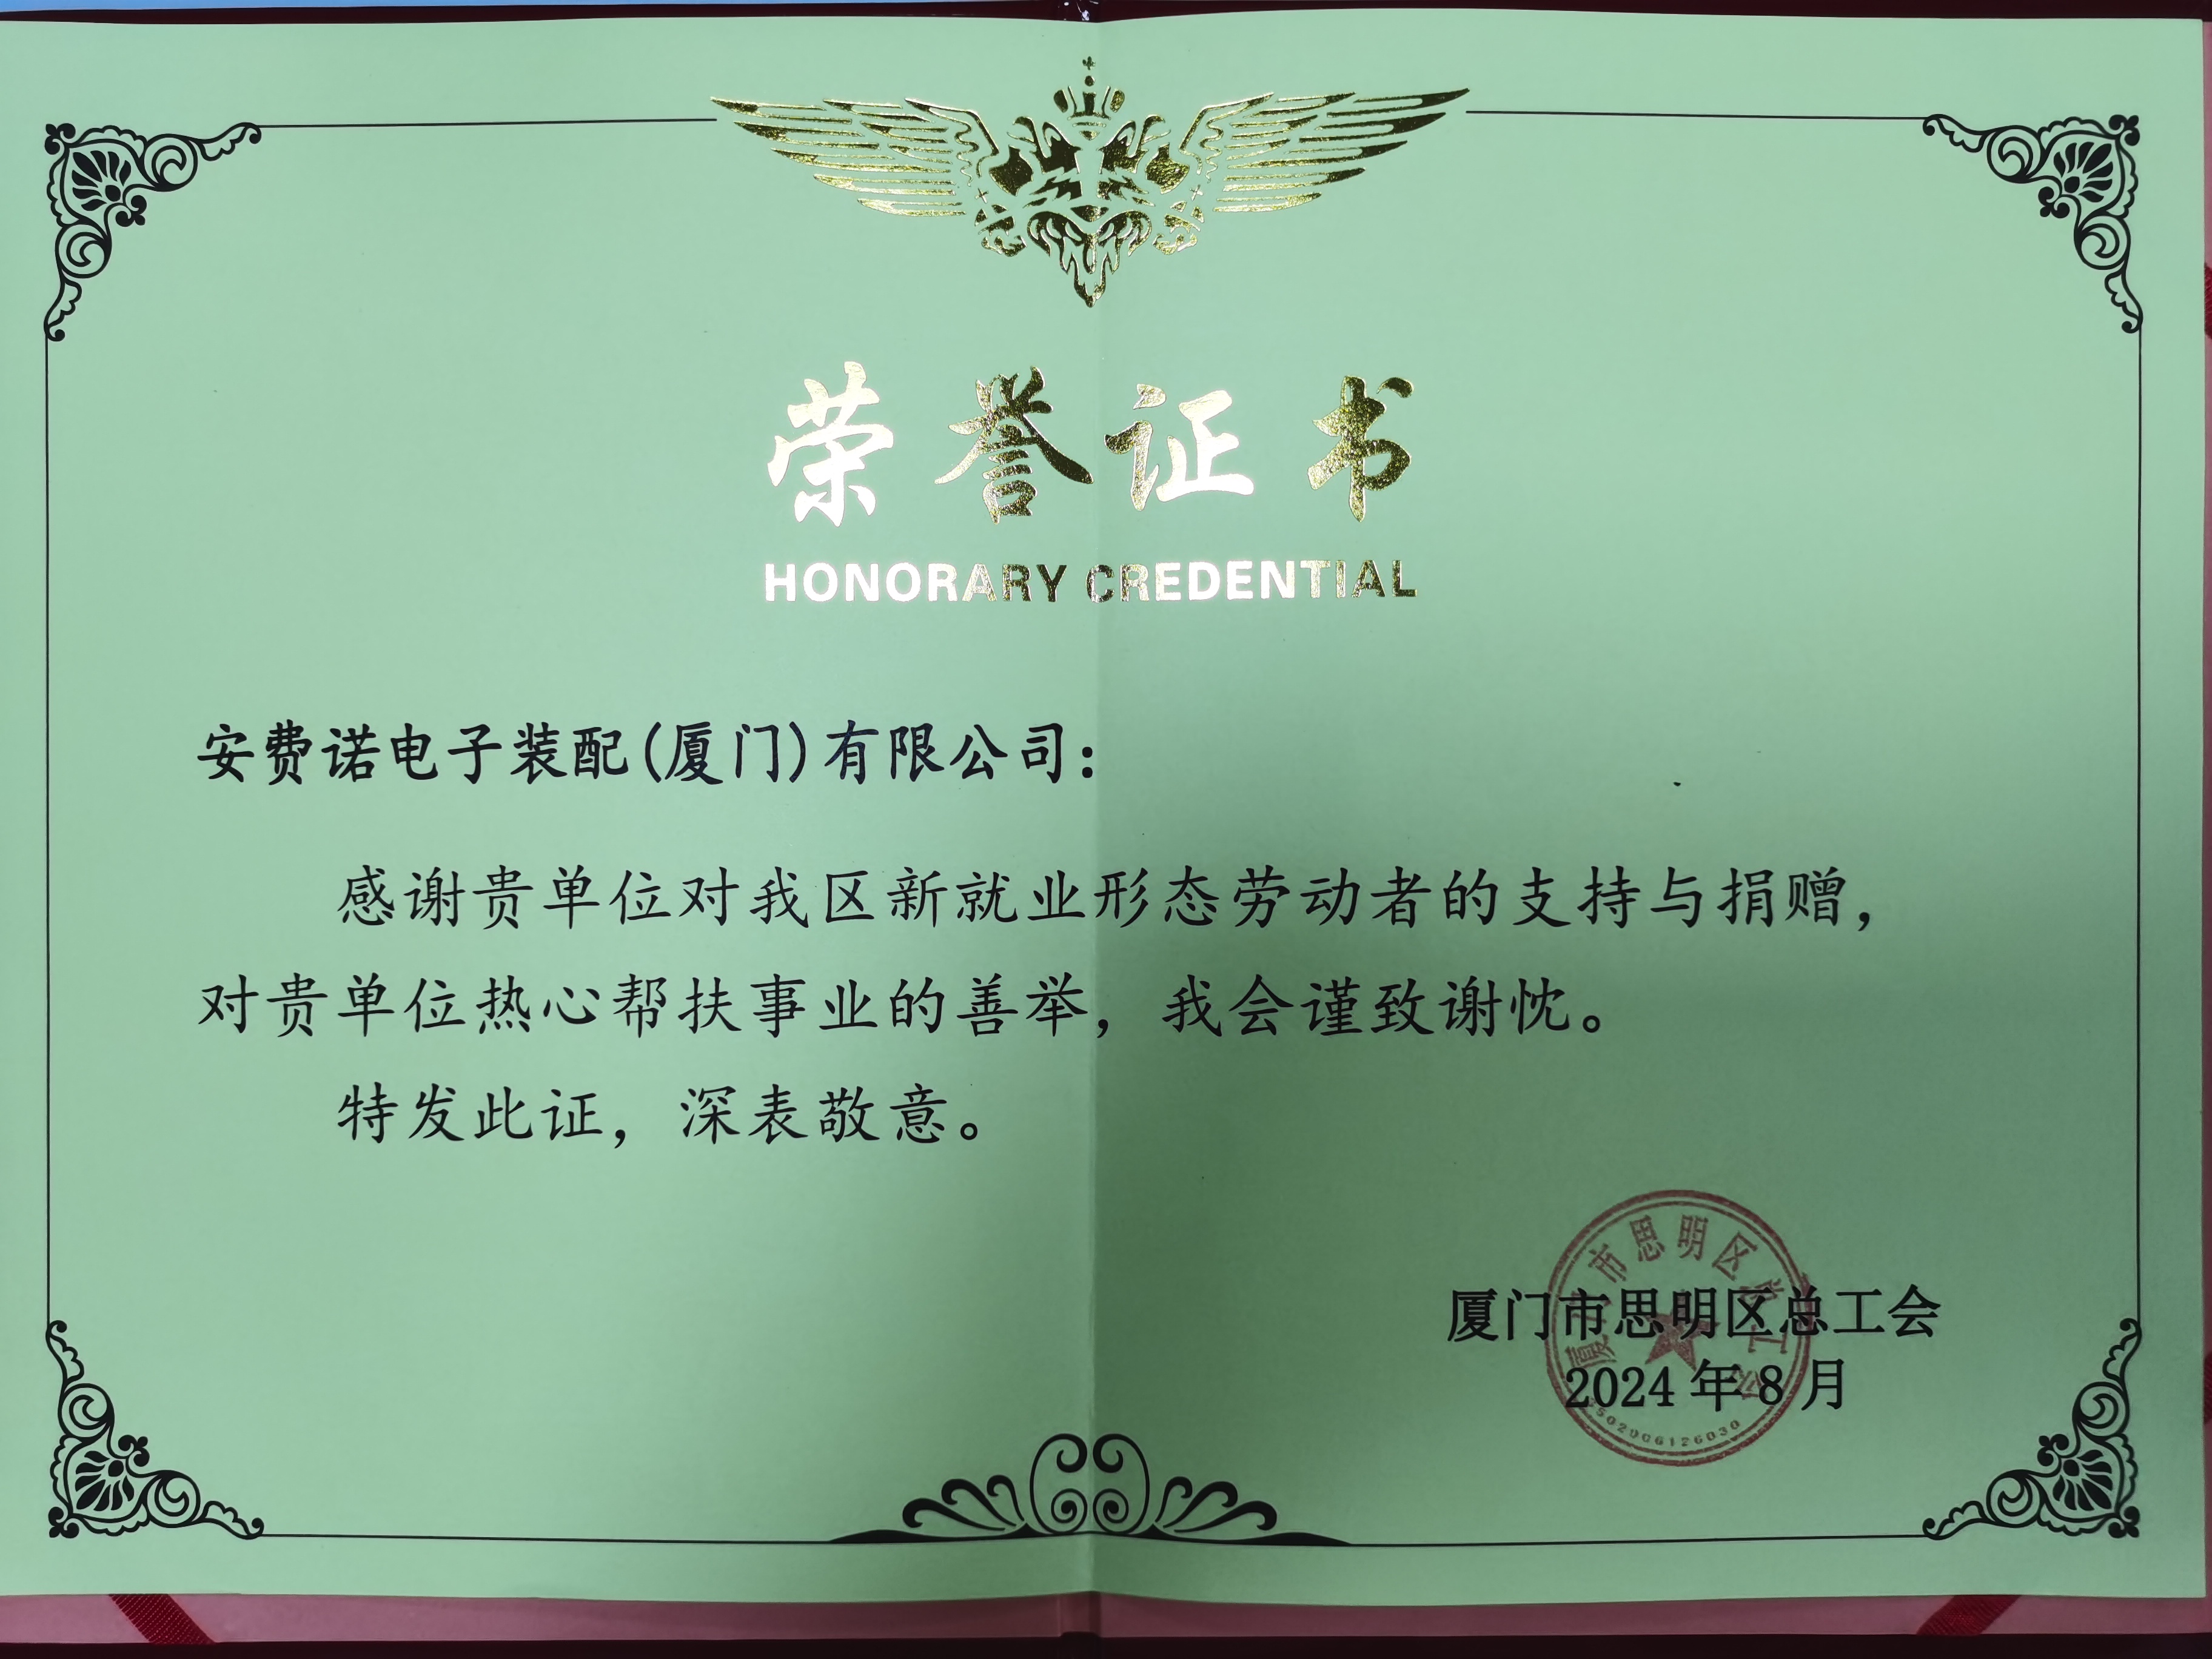 荣誉证书
HONORARY CREDENTIAL
安费诺电子装配(厦门)有限公司:
感谢贵单位对我区新就业形态劳动者的支持与捐赠,
对贵单位热心帮扶事业的善举,我会谨致谢忱。
特发此证,深表敬意。
厦门市思明区总工会
2024年8月